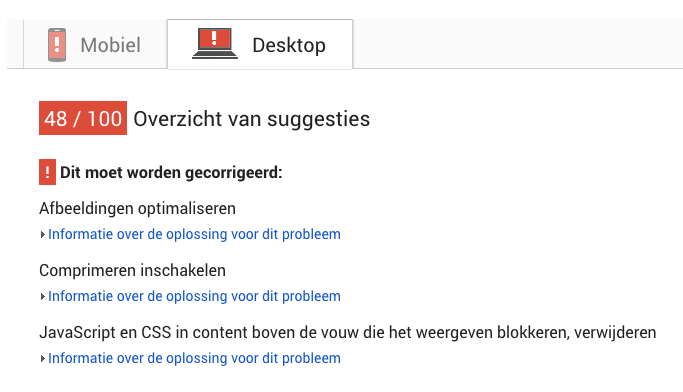 Mobiel
Desktop
48 / 100 Overzicht van suggesties
! Dit moet worden gecorrigeerd:
Afbeeldingen optimaliseren
Informatie over de oplossing voor dit probleem
Comprimeren inschakelen
Informatie over de oplossing voor dit probleem
JavaScript en CSS in content boven de vouw die het weergeven blokkeren, verwijderen
Informatie over de oplossing voor dit probleem